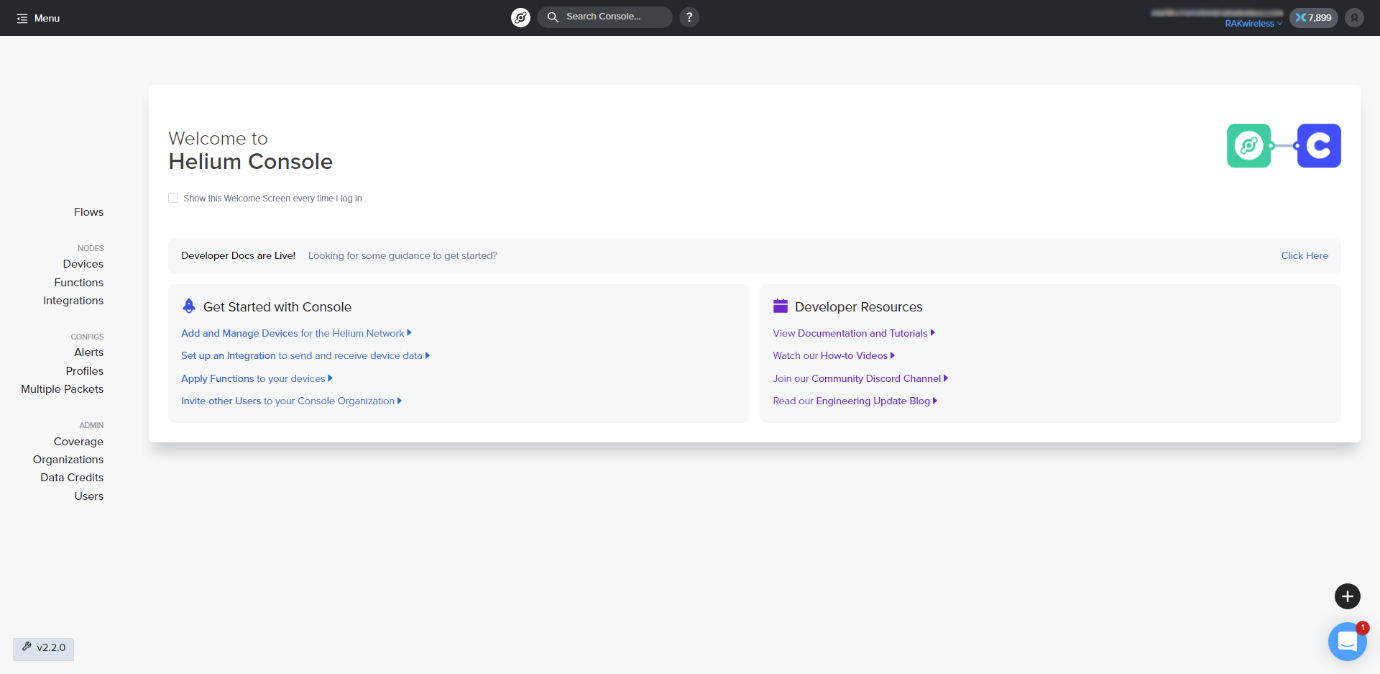 Menu
Search Console...
?
RAKwireless
7,899
Welcome to
Helium Console
Show this Welcome Screen every time I log in
Flows
NODES
Devices
Functions
Integrations
CONFIGS
Alerts
Profiles
Multiple Packets
ADMIN
Coverage
Organizations
Data Credits
Users
Developer Docs are Live! Looking for some guidance to get started? Click Here
Get Started with Console
Add and Manage Devices for the Helium Network
Set up an Integration to send and receive device data
Apply Functions to your devices
Invite other Users to your Console Organization
Developer Resources
View Documentation and Tutorials
Watch our How-to Videos
Join our Community Discord Channel
Read our Engineering Update Blog
v2.2.0
1